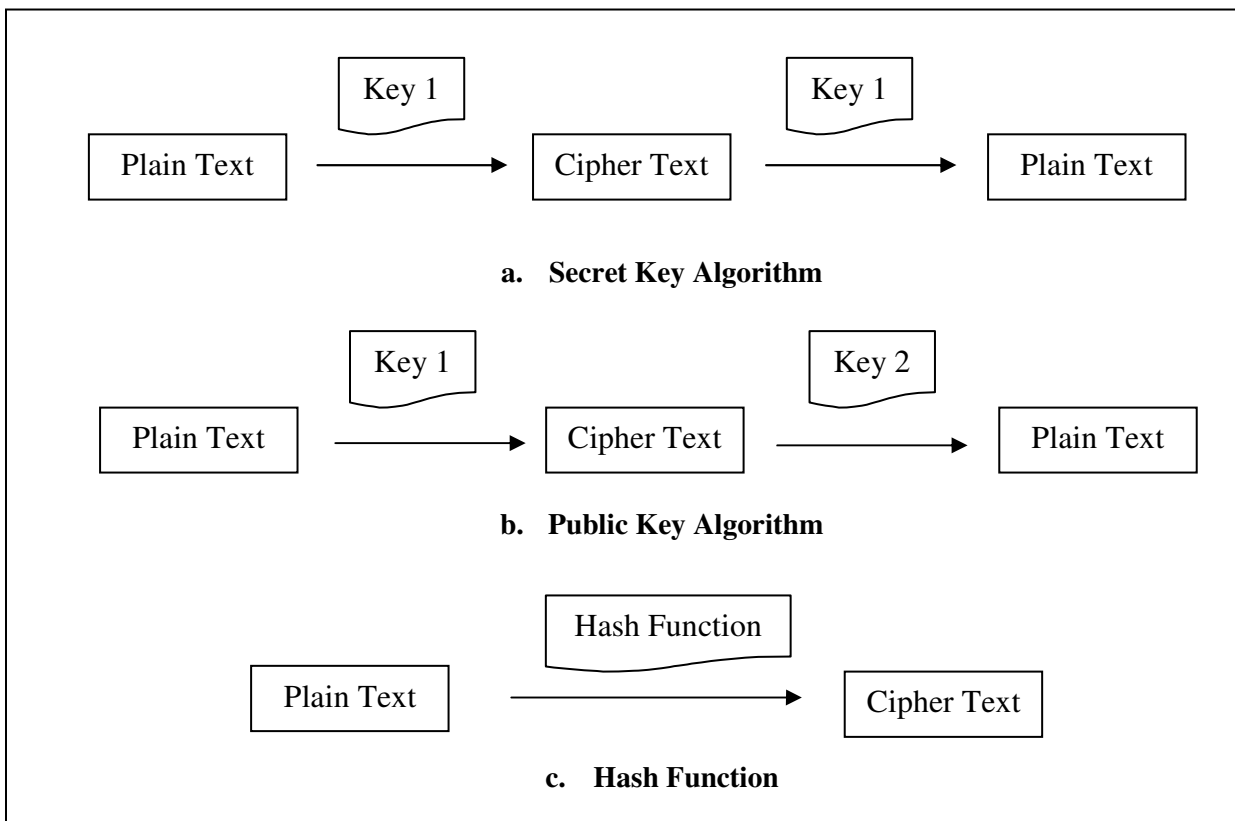 Key 1 Key 1
Plain Text Cipher Text Plain Text
a. Secret Key Algorithm
Key 1 Key 2
Plain Text Cipher Text Plain Text
b. Public Key Algorithm
Hash Function
Plain Text Cipher Text
c. Hash Function